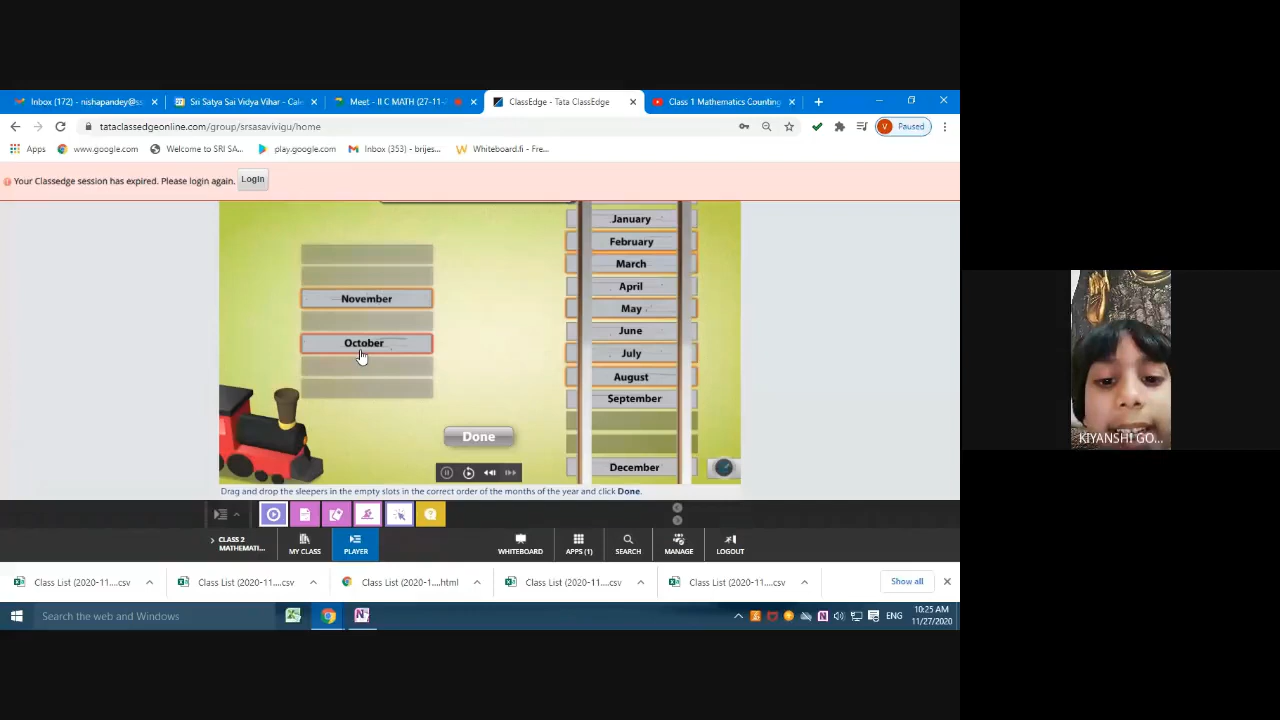 Inbox (172) - nishapandey@ss
Sri Satya Sai Vidya Vihar - Cale
Meet - II C MATH (27-11-2
ClassEdge - Tata ClassEdge
Class 1 Mathematics Counting
tataclassedgeonline.com/group/srsasavivigu/home
V Paused
Apps
www.google.com
Welcome to SRI SA...
play.google.com
Inbox (353) - brijes...
Whiteboard.fi - Fre...
Your Classedge session has expired. Please login again. Login
January
February
March
April
May
June
July
August
September
December
November
October
Done
Drag and drop the sleepers in the empty slots in the correct order of the months of the year and click Done.
CLASS 2
MATHEMATI...
MY CLASS
PLAYER
WHITEBOARD
APPS (1)
SEARCH
MANAGE
LOGOUT
Class List (2020-11....csv
Class List (2020-11....csv
Class List (2020-1....html
Class List (2020-11....csv
Class List (2020-11....csv
Show all
Search the web and Windows
ENG
10:25 AM
11/27/2020
KIYANSHI GO...